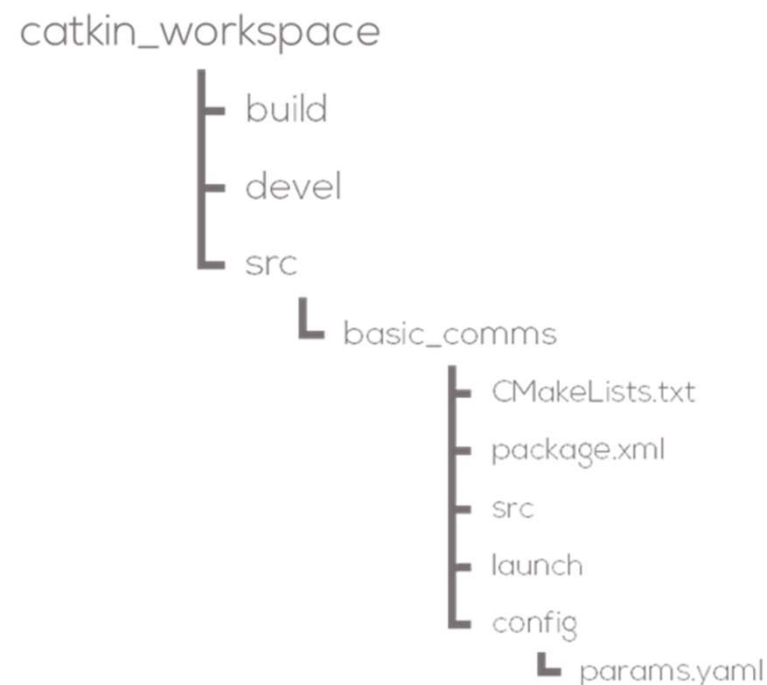 catkin_workspace
build
devel
src
basic_comms
CMakeLists.txt
package.xml
src
launch
config
params.yaml